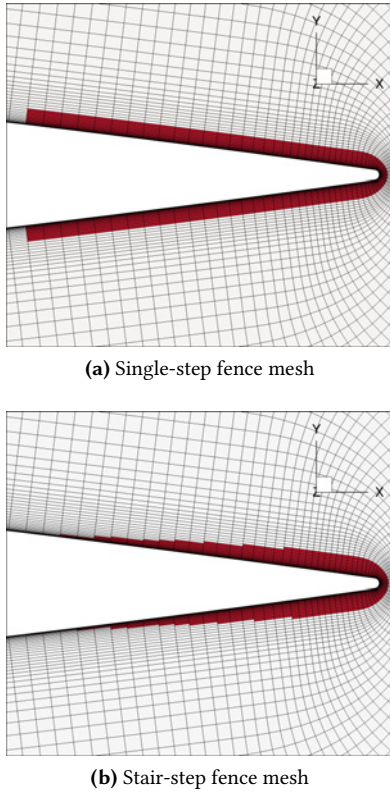 Y
Z X
(a) Single-step fence mesh
Y
Z X
(b) Stair-step fence mesh